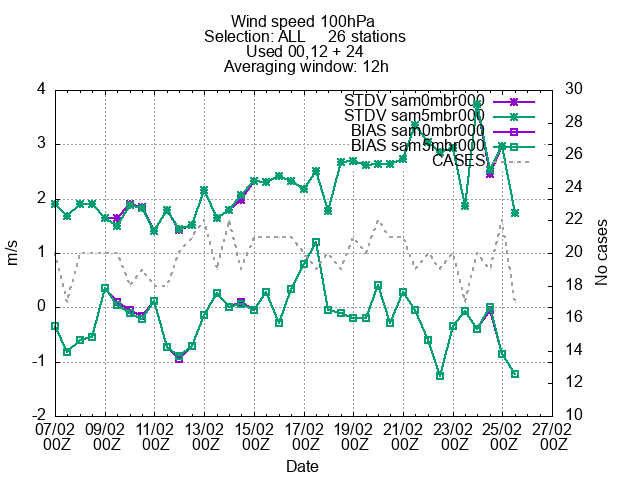 Wind speed 100hPa
Selection: ALL 26 stations
Used 00,12 + 24
Averaging window: 12h
STDV sam0mbr000
STDV sam5mbr000
BIAS sam0mbr000
BIAS sam5mbr000
CASES
4
3
2
1
0
-1
-2
m/s
30
28
26
24
22
20
18
16
14
12
10
No cases
07/02 09/02 11/02 13/02 15/02 17/02 19/02 21/02 23/02 25/02 27/02
00Z 00Z 00Z 00Z 00Z 00Z 00Z 00Z 00Z 00Z 00Z
Date